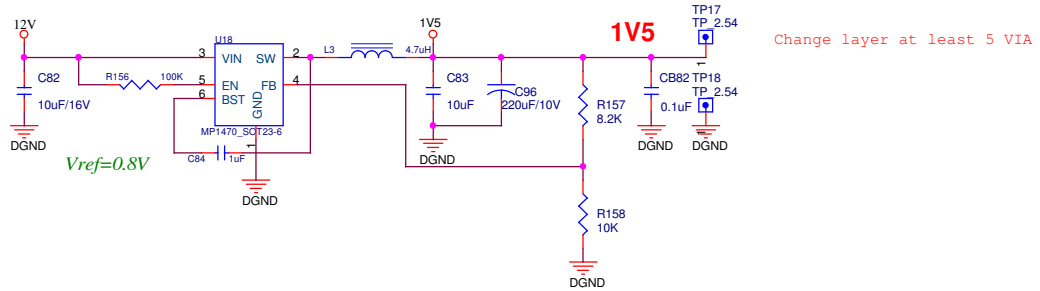 12V
U18
3 VIN SW 2
R156 100K
5 EN FB 4
6 BST
GND
1
MP1470_SOT23-6
C82
10uF/16V
DGND
C84 1uF
DGND
Vref=0.8V
L3 4.7uH
1V5
C83
10uF
DGND
C96
220uF/10V
R157
8.2K
R158
10K
DGND
1V5
CB82
0.1uF
DGND
TP17
TP_2.54
1
TP18
TP_2.54
1
DGND
Change layer at least 5 VIA